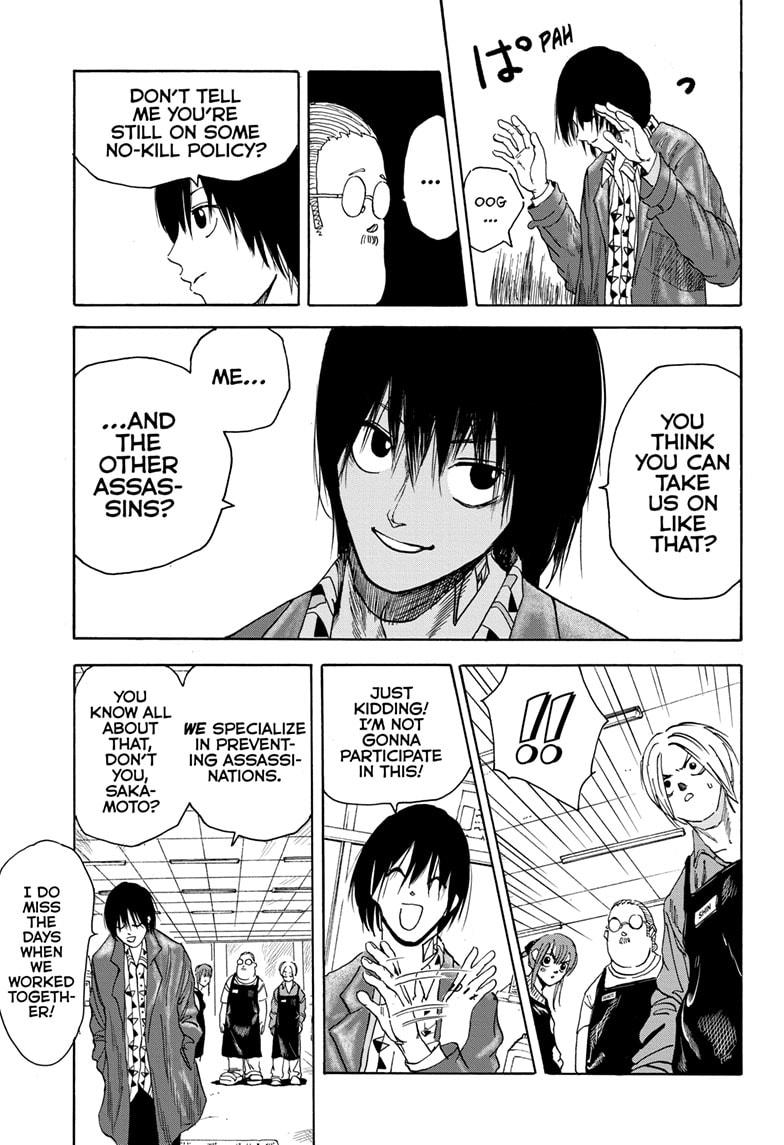 ぱっ
PAH
OOG
...
...
DON'T TELL
ME YOU'RE
STILL ON SOME
NO-KILL POLICY?
YOU
THINK
YOU CAN
TAKE
US ON
LIKE
THAT?
ME...
...AND
THE
OTHER
ASSAS-
SINS?
!!
SHIN
JUST
KIDDING!
I'M NOT
GONNA
PARTICIPATE
IN THIS!
WE SPECIALIZE
IN PREVENT-
ING ASSASSI-
NATIONS.
YOU
KNOW ALL
ABOUT
THAT,
DON'T
YOU,
SAKA-
MOTO?
I DO
MISS
THE
DAYS
WHEN
WE
WORKED
TOGETH-
ER!